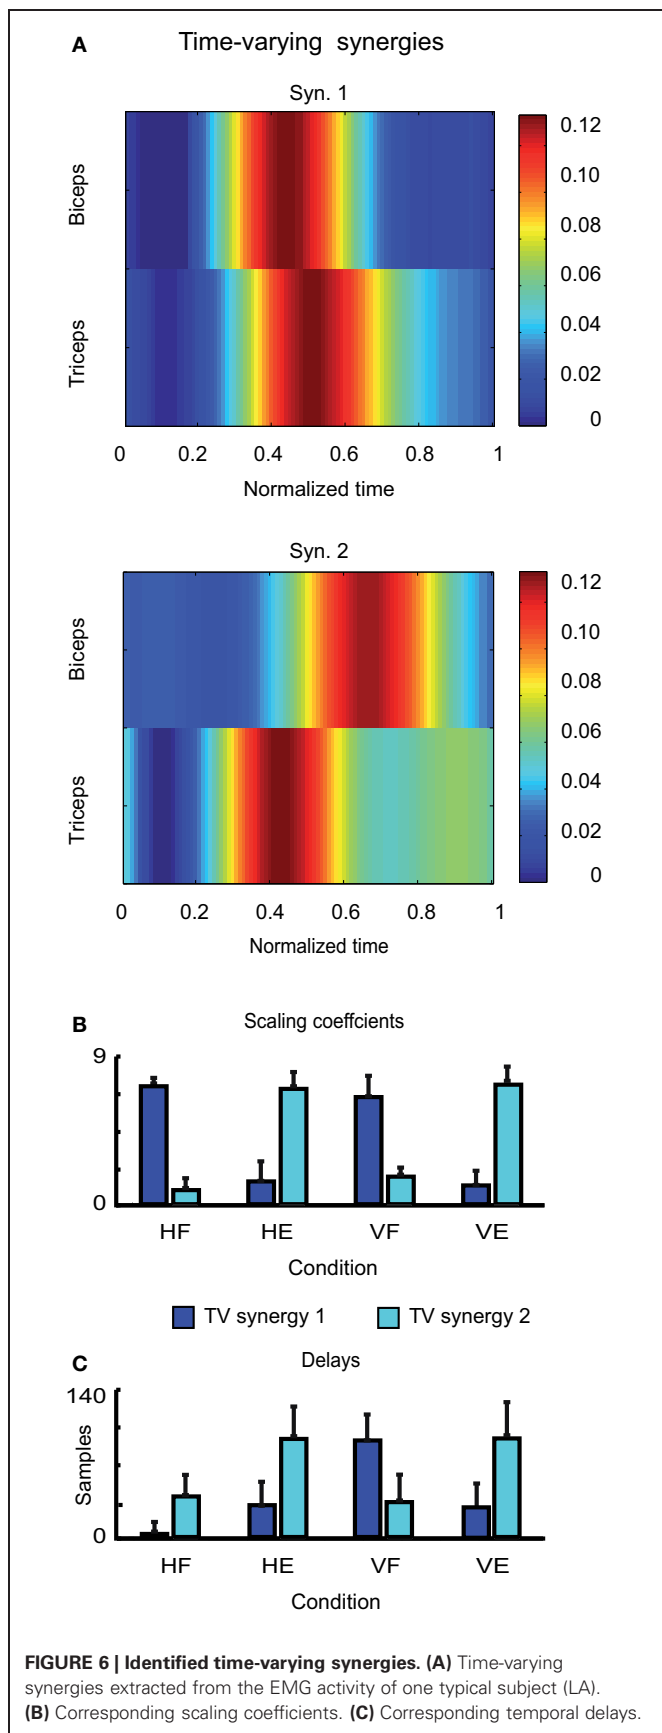 A
Time-varying synergies
Syn. 1
Biceps
Triceps
0.12
0.10
0.08
0.06
0.04
0.02
0
0 0.2 0.4 0.6 0.8 1
Normalized time
Syn. 2
Biceps
Triceps
0.12
0.10
0.08
0.06
0.04
0.02
0
0 0.2 0.4 0.6 0.8 1
Normalized time
B
Scaling coeffcients
9
0
HF HE VF VE
Condition
TV synergy 1 TV synergy 2
C
Delays
140
Samples
0
HF HE VF VE
Condition
FIGURE 6 | Identified time-varying synergies. (A) Time-varying
synergies extracted from the EMG activity of one typical subject (LA).
(B) Corresponding scaling coefficients. (C) Corresponding temporal delays.